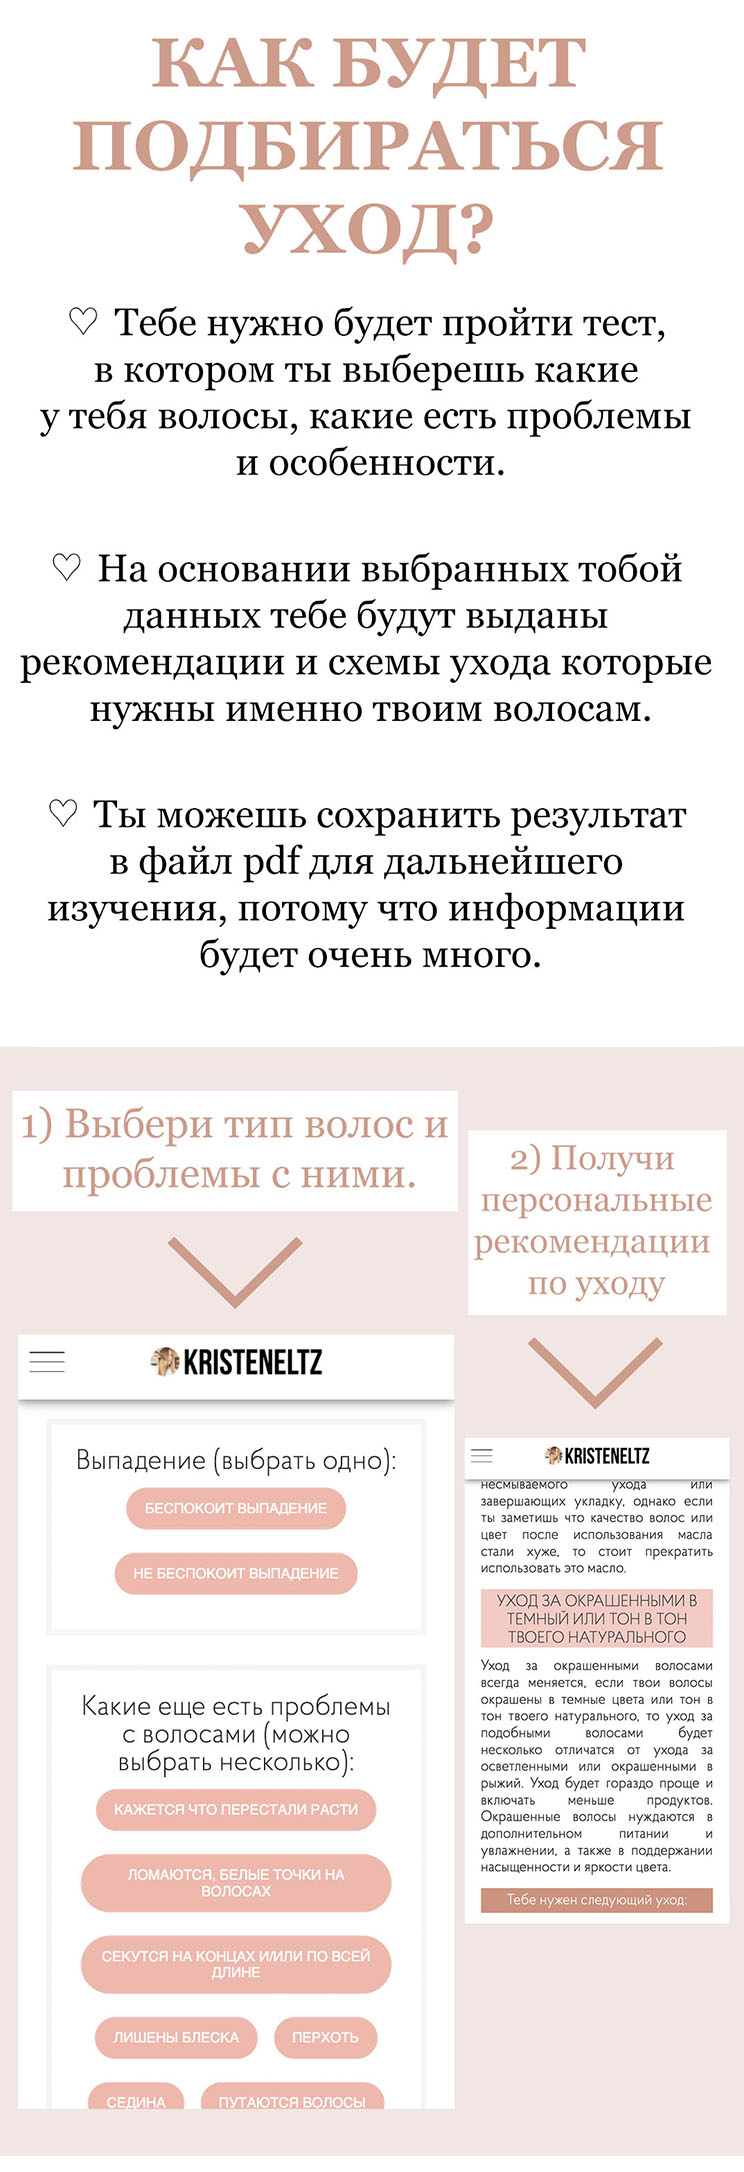 КАК БУДЕТ
ПОДБИРАТЬСЯ
УХОД?
♡ Тебе нужно будет пройти тест,
в котором ты выберешь какие
у тебя волосы, какие есть проблемы
и особенности.
♡ На основании выбранных тобой
данных тебе будут выданы
рекомендации и схемы ухода которые
нужны именно твоим волосам.
♡ Ты можешь сохранить результат
в файл pdf для дальнейшего
изучения, потому что информации
будет очень много.
1) Выбери тип волос и
проблемы с ними.
KRISTENELTZ
Выпадение (выбрать одно):
БЕСПОКОИТ ВЫПАДЕНИЕ
НЕ БЕСПОКОИТ ВЫПАДЕНИЕ
Какие еще есть проблемы
с волосами (можно
выбрать несколько):
КАЖЕТСЯ ЧТО ПЕРЕСТАЛИ РАСТИ
ЛОМАЮТСЯ, БЕЛЫЕ ТОЧКИ НА
ВОЛОСАХ
СЕКУТСЯ НА КОНЦАХ И/ИЛИ ПО ВСЕЙ
ДЛИНЕ
ЛИШЕНЫ БЛЕСКА ПЕРХОТЬ
СЕДИНА ПУТАЮТСЯ ВОЛОСЫ
2) Получи
персональные
рекомендации
по уходу
KRISTENELTZ
несмываемого ухода или
завершающих укладку, однако если
ты заметишь что качество волос или
цвет после использования масла
стали хуже, то стоит прекратить
использовать это масло.
УХОД ЗА ОКРАШЕННЫМИ В
ТЕМНЫЙ ИЛИ ТОН В ТОН
ТВОЕГО НАТУРАЛЬНОГО
Уход за окрашенными волосами
всегда меняется, если твои волосы
окрашены в темные цвета или тон в
тон твоего натурального, то уход за
подобными волосами будет
несколько отличатся от ухода за
осветленными или окрашенными в
рыжий. Уход будет гораздо проще и
включать меньше продуктов.
Окрашенные волосы нуждаются в
дополнительном питании и
увлажнении, а также в поддержании
насыщенности и яркости цвета.
Тебе нужен следующий уход: